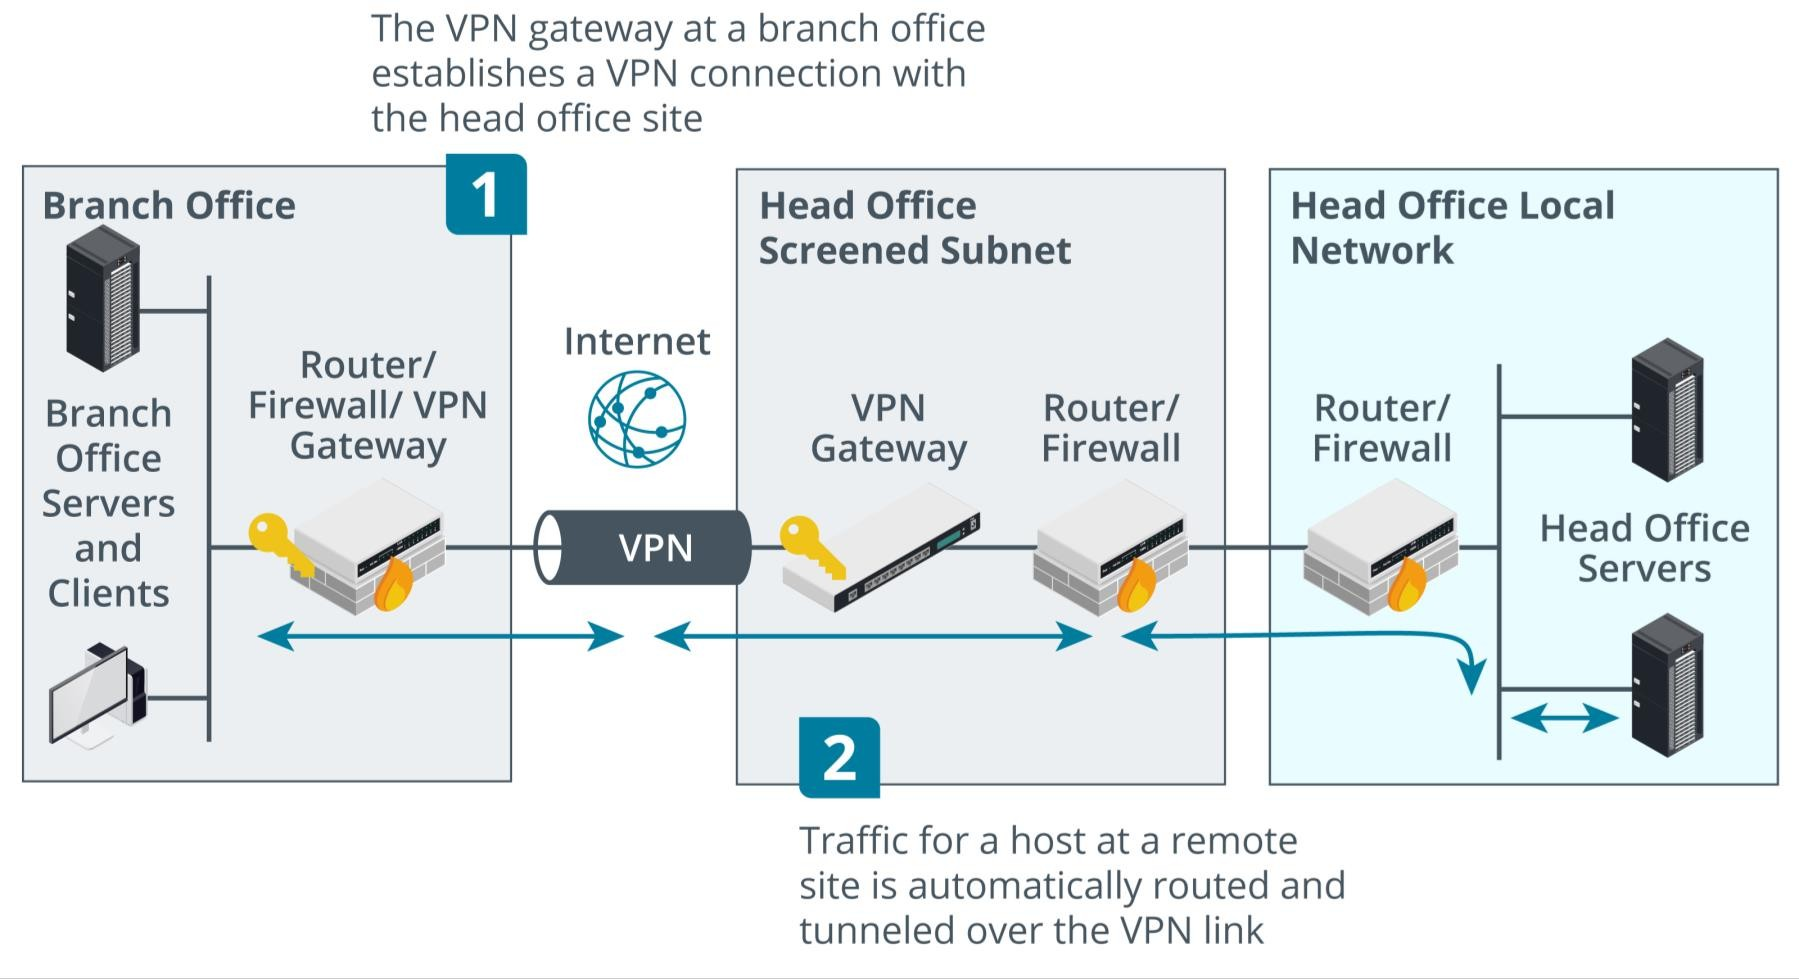 The VPN gateway at a branch office
establishes a VPN connection with
the head office site
1
Branch Office
Branch
Office
Servers
and
Clients
Router/
Firewall/ VPN
Gateway
Internet
VPN
Head Office
Screened Subnet
VPN
Gateway
Router/
Firewall
Head Office Local
Network
Router/
Firewall
Head Office
Servers
2
Traffic for a host at a remote
site is automatically routed and
tunneled over the VPN link